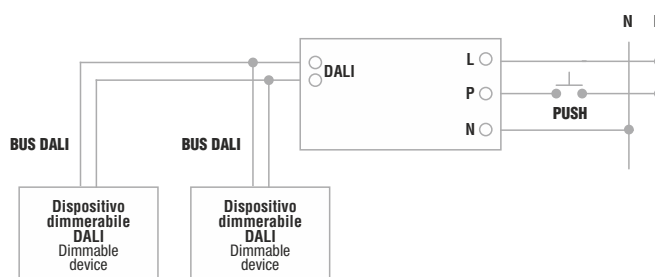 N
L
DALI
P
PUSH
N
BUS DALI
BUS DALI
Dispositivo
dimmerabile
DALI
Dimmable
device
Dispositivo
dimmerabile
DALI
Dimmable
device